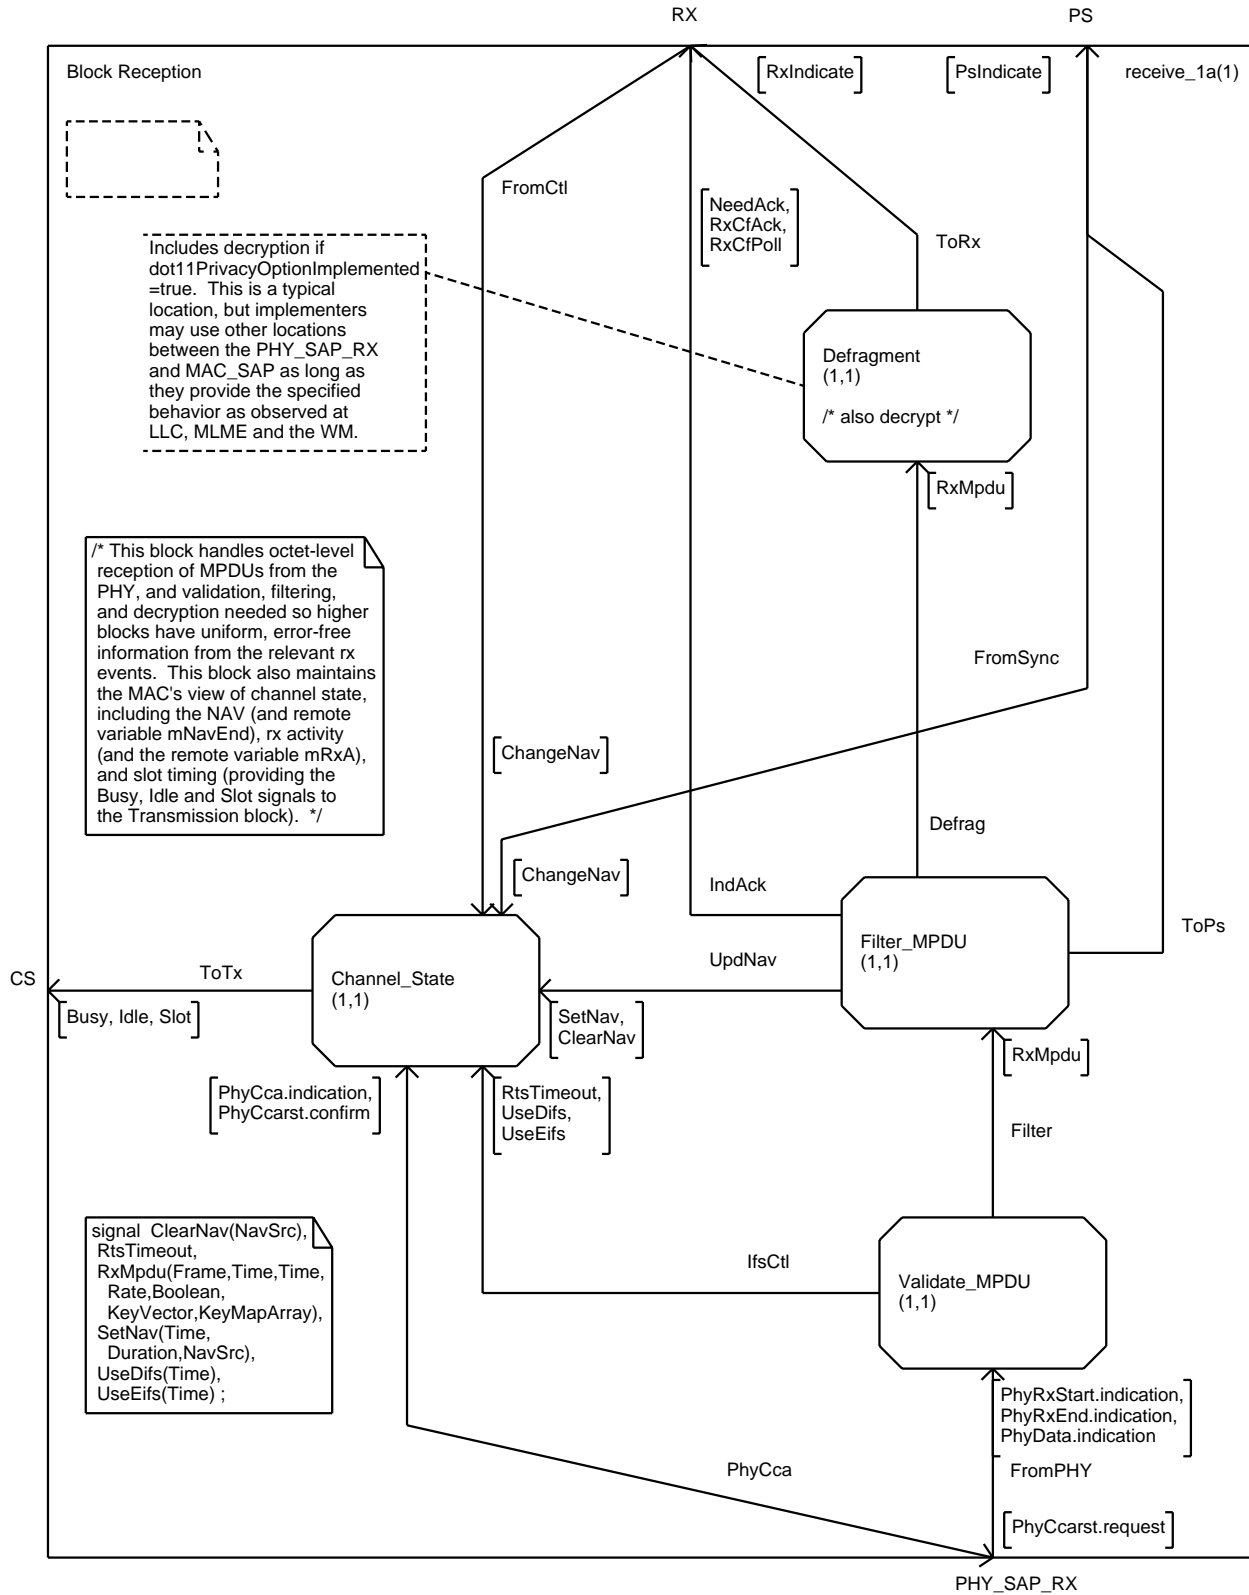 RX
PS
Block Reception
RxIndicate
PsIndicate
receive_1a(1)
FromCtl
NeedAck,
RxCfAck,
RxCfPoll
ToRx
Includes decryption if
dot11PrivacyOptionImplemented
=true.  This is a typical
location, but implementers
may use other locations
between the PHY_SAP_RX
and MAC_SAP as long as
they provide the specified
behavior as observed at
LLC, MLME and the WM.
Defragment
(1,1)
/* also decrypt */
RxMpdu
/* This block handles octet-level
reception of MPDUs from the
PHY, and validation, filtering,
and decryption needed so higher
blocks have uniform, error-free
information from the relevant rx
events.  This block also maintains
the MAC's view of channel state,
including the NAV (and remote
variable mNavEnd), rx activity
(and the remote variable mRxA),
and slot timing (providing the
Busy, Idle and Slot signals to
the Transmission block).  */
FromSync
ChangeNav
Defrag
ChangeNav
IndAck
ToPs
Filter_MPDU
(1,1)
UpdNav
CS
ToTx
Channel_State
(1,1)
Busy, Idle, Slot
SetNav,
ClearNav
RxMpdu
PhyCca.indication,
PhyCcarst.confirm
RtsTimeout,
UseDifs,
UseEifs
Filter
signal  ClearNav(NavSrc),
RtsTimeout,
RxMpdu(Frame,Time,Time,
Rate,Boolean,
KeyVector,KeyMapArray),
SetNav(Time,
Duration,NavSrc),
UseDifs(Time),
UseEifs(Time) ;
IfsCtl
Validate_MPDU
(1,1)
PhyRxStart.indication,
PhyRxEnd.indication,
PhyData.indication
PhyCca
FromPHY
PhyCcarst.request
PHY_SAP_RX